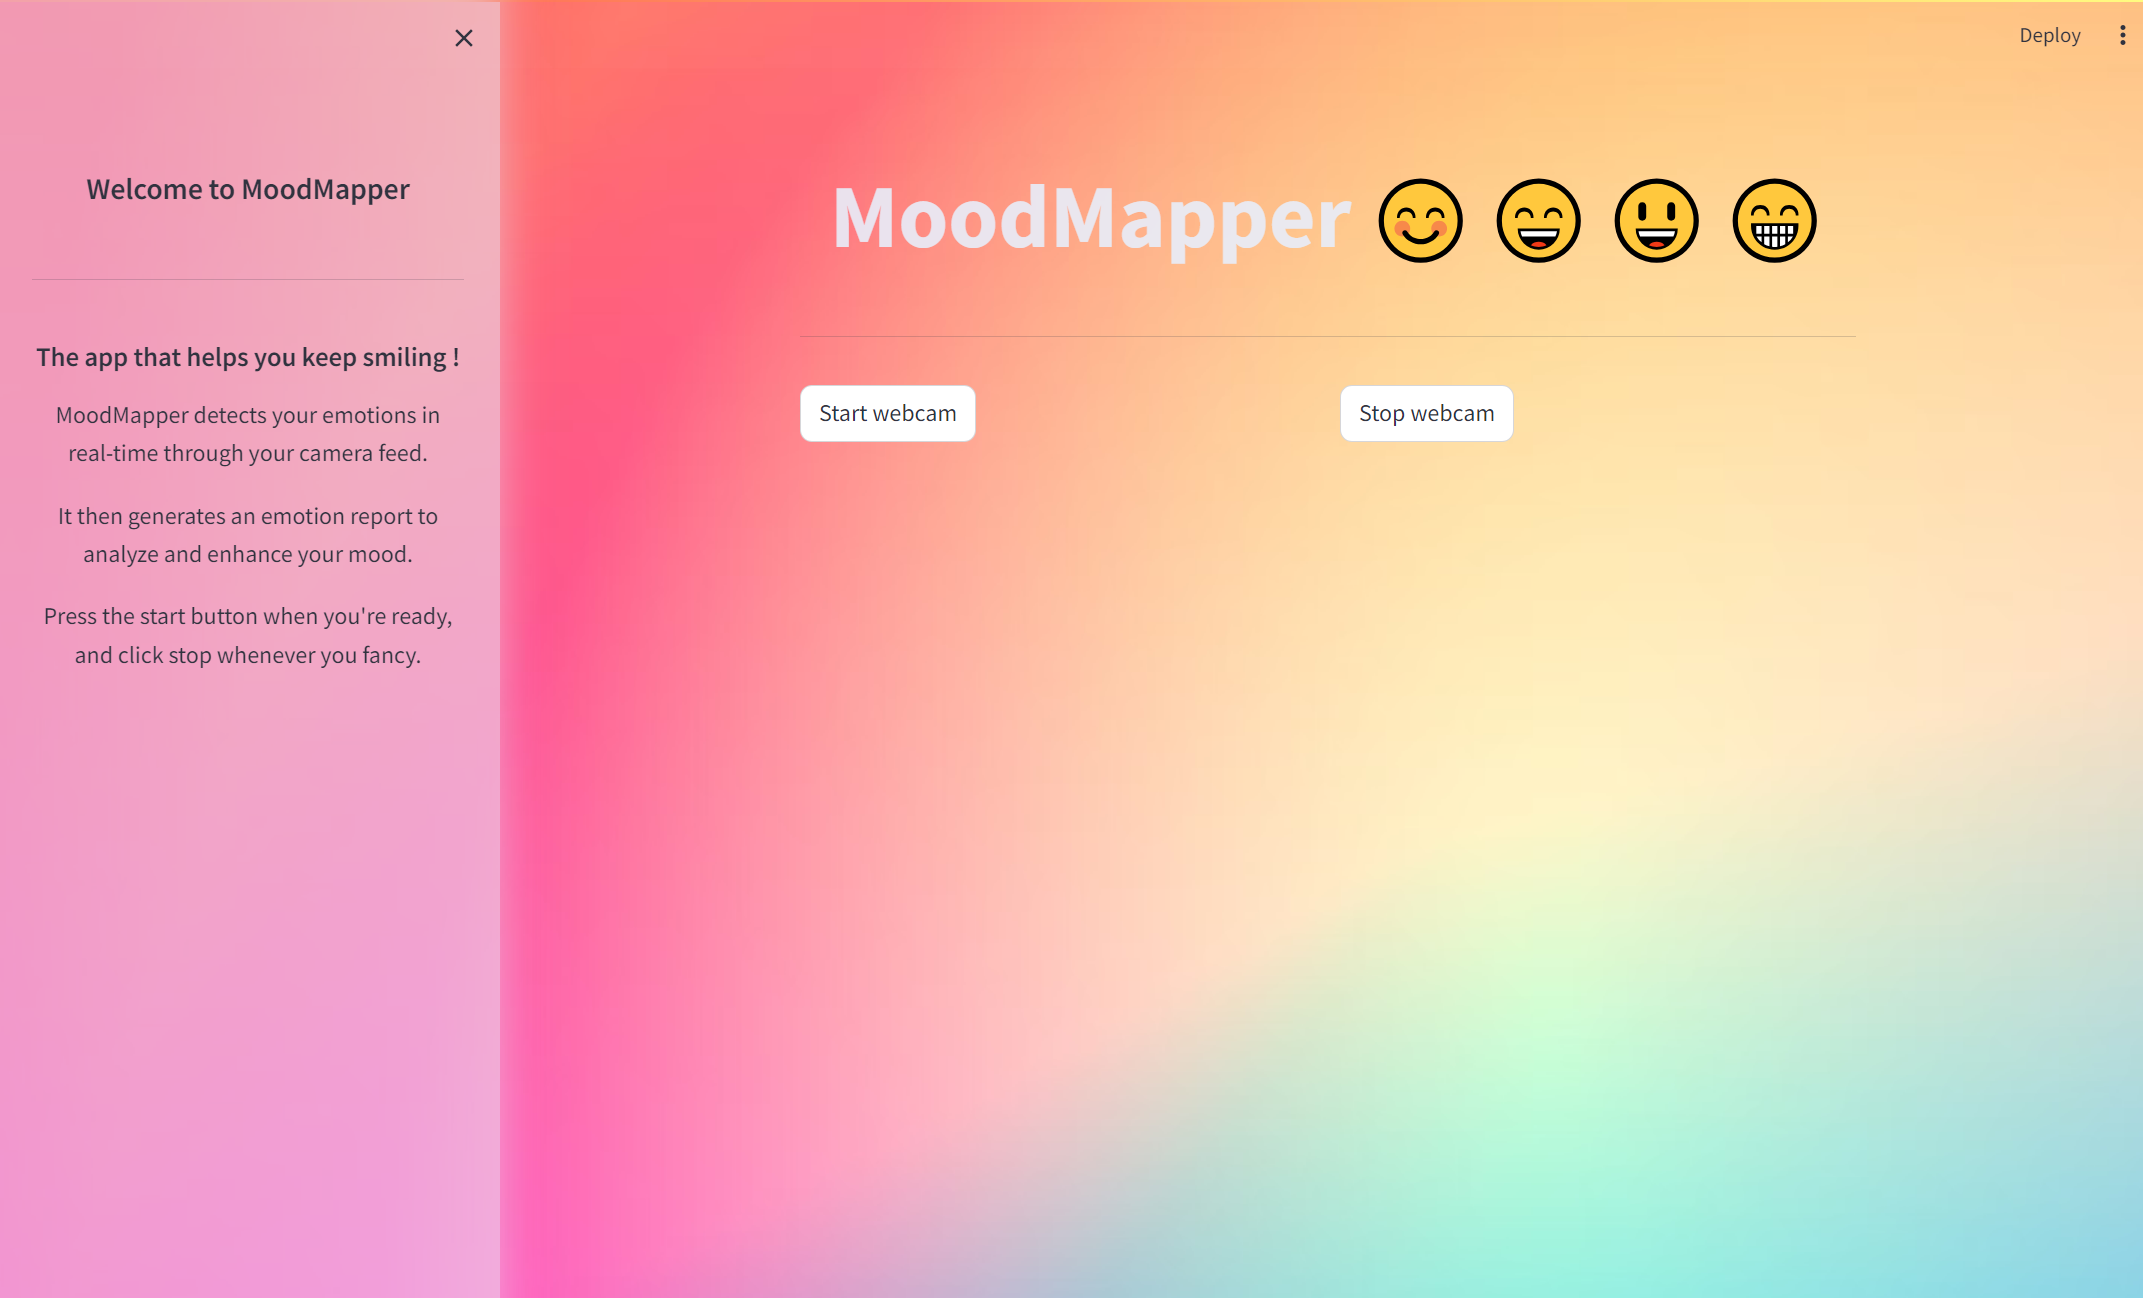 Deploy
Welcome to MoodMapper
The app that helps you keep smiling !
MoodMapper detects your emotions in
real-time through your camera feed.
It then generates an emotion report to
analyze and enhance your mood.
Press the start button when you're ready,
and click stop whenever you fancy.
MoodMapper 😊 😄 😃 😁
Start webcam
Stop webcam